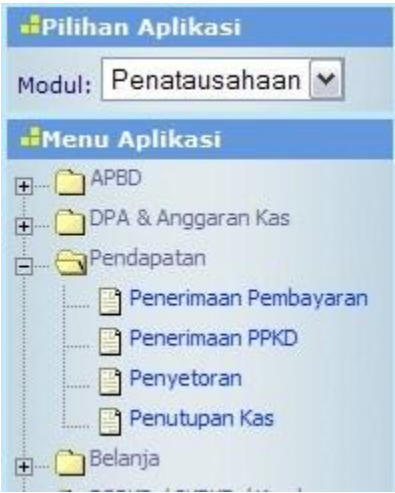 Pilihan Aplikasi
Modul: Penatausahaan
Menu Aplikasi
APBD
DPA & Anggaran Kas
Pendapatan
Penerimaan Pembayaran
Penerimaan PPKD
Penyetoran
Penutupan Kas
Belanja